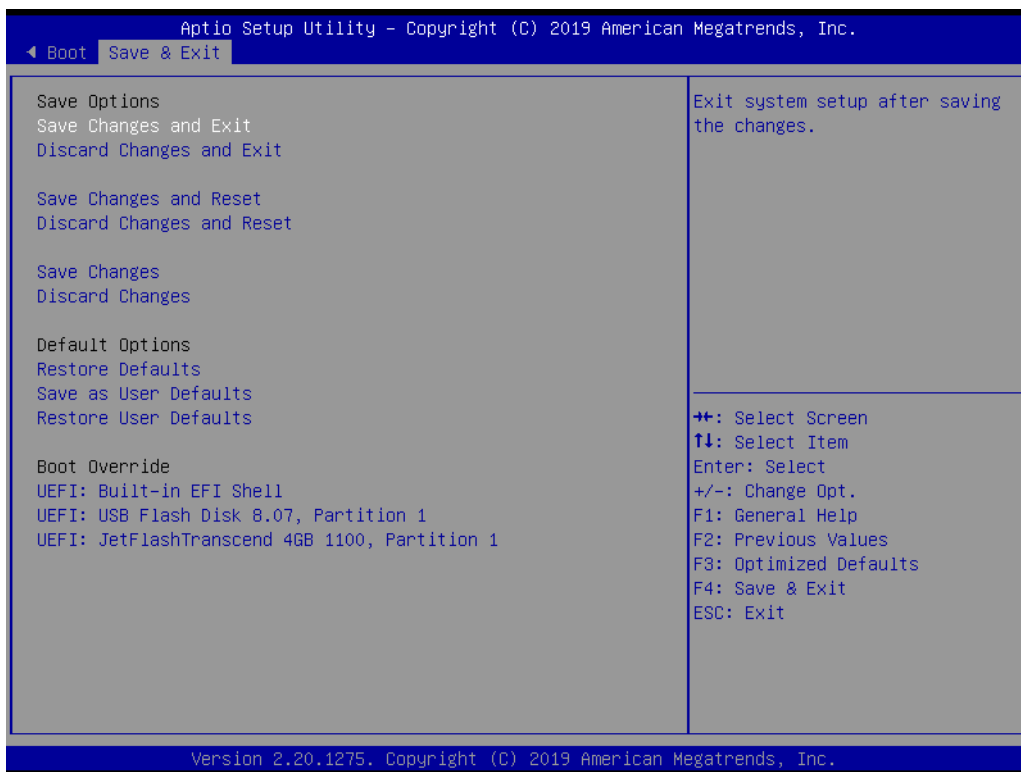 Aptio Setup Utility – Copyright (C) 2019 American Megatrends, Inc.
◄ Boot Save & Exit
Save Options
Save Changes and Exit
Discard Changes and Exit
Save Changes and Reset
Discard Changes and Reset
Save Changes
Discard Changes
Default Options
Restore Defaults
Save as User Defaults
Restore User Defaults
Boot Override
UEFI: Built-in EFI Shell
UEFI: USB Flash Disk 8.07, Partition 1
UEFI: JetFlashTranscend 4GB 1100, Partition 1
Exit system setup after saving
the changes.
→←: Select Screen
↑↓: Select Item
Enter: Select
+/-: Change Opt.
F1: General Help
F2: Previous Values
F3: Optimized Defaults
F4: Save & Exit
ESC: Exit
Version 2.20.1275. Copyright (C) 2019 American Megatrends, Inc.